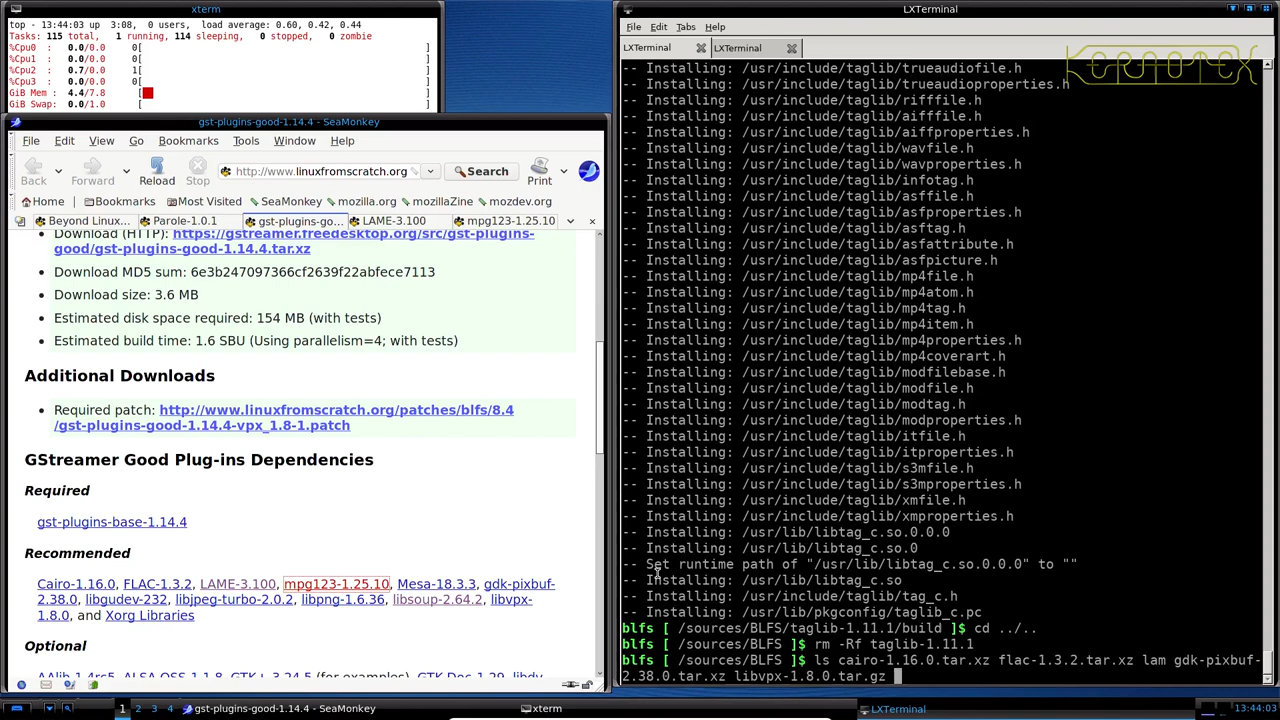 xterm
top - 13:44:03 up  3:08,  0 users,  load average: 0.60, 0.42, 0.44
Tasks: 115 total,   1 running, 114 sleeping,   0 stopped,   0 zombie
%Cpu0  :   0.0/0.0     0[                                        ]
%Cpu1  :   0.0/0.0     0[                                        ]
%Cpu2  :   0.7/0.0     1[                                        ]
%Cpu3  :   0.0/0.0     0[                                        ]
GiB Mem :  4.4/7.8      [                                        ]
GiB Swap:  0.0/1.0      [                                        ]
gst-plugins-good-1.14.4 - SeaMonkey
File Edit View Go Bookmarks Tools Window Help
Back Forward Reload Stop http://www.linuxfromscratch.org Search Print
Home Bookmarks Most Visited SeaMonkey mozilla.org mozillaZine mozdev.org
Beyond Linux... Parole-1.0.1 gst-plugins-go... LAME-3.100 mpg123-1.25.10
Download (HTTP): https://gstreamer.freedesktop.org/src/gst-plugins-
good/gst-plugins-good-1.14.4.tar.xz
Download MD5 sum: 6e3b247097366cf2639f22abfece7113
Download size: 3.6 MB
Estimated disk space required: 154 MB (with tests)
Estimated build time: 1.6 SBU (Using parallelism=4; with tests)
Additional Downloads
Required patch: http://www.linuxfromscratch.org/patches/blfs/8.4
/gst-plugins-good-1.14.4-vpx_1.8-1.patch
GStreamer Good Plug-ins Dependencies
Required
gst-plugins-base-1.14.4
Recommended
Cairo-1.16.0, FLAC-1.3.2, LAME-3.100, mpg123-1.25.10, Mesa-18.3.3, gdk-pixbuf-
2.38.0, libgudev-232, libjpeg-turbo-2.0.2, libpng-1.6.36, libsoup-2.64.2, libvpx-
1.8.0, and Xorg Libraries
Optional
AAlib-1.4rc5, ALSA-OSS-1.1.8, GTK+-3.24.5 (for examples), GTK-Doc-1.29, libdv
LXTerminal
File Edit Tabs Help
LXTerminal LXTerminal
-- Installing: /usr/include/taglib/trueaudiofile.h
-- Installing: /usr/include/taglib/trueaudioproperties.h
-- Installing: /usr/include/taglib/rifffile.h
-- Installing: /usr/include/taglib/aifffile.h
-- Installing: /usr/include/taglib/aiffproperties.h
-- Installing: /usr/include/taglib/wavfile.h
-- Installing: /usr/include/taglib/wavproperties.h
-- Installing: /usr/include/taglib/infotag.h
-- Installing: /usr/include/taglib/asffile.h
-- Installing: /usr/include/taglib/asfproperties.h
-- Installing: /usr/include/taglib/asftag.h
-- Installing: /usr/include/taglib/asfattribute.h
-- Installing: /usr/include/taglib/asfpicture.h
-- Installing: /usr/include/taglib/mp4file.h
-- Installing: /usr/include/taglib/mp4atom.h
-- Installing: /usr/include/taglib/mp4tag.h
-- Installing: /usr/include/taglib/mp4item.h
-- Installing: /usr/include/taglib/mp4properties.h
-- Installing: /usr/include/taglib/mp4coverart.h
-- Installing: /usr/include/taglib/modfilebase.h
-- Installing: /usr/include/taglib/modfile.h
-- Installing: /usr/include/taglib/modtag.h
-- Installing: /usr/include/taglib/modproperties.h
-- Installing: /usr/include/taglib/itfile.h
-- Installing: /usr/include/taglib/itproperties.h
-- Installing: /usr/include/taglib/s3mfile.h
-- Installing: /usr/include/taglib/s3mproperties.h
-- Installing: /usr/include/taglib/xmfile.h
-- Installing: /usr/include/taglib/xmproperties.h
-- Installing: /usr/lib/libtag_c.so.0.0.0
-- Installing: /usr/lib/libtag_c.so.0
-- Set runtime path of "/usr/lib/libtag_c.so.0.0.0" to ""
-- Installing: /usr/lib/libtag_c.so
-- Installing: /usr/include/taglib/tag_c.h
-- Installing: /usr/lib/pkgconfig/taglib_c.pc
blfs [ /sources/BLFS/taglib-1.11.1/build ]$ cd ../..
blfs [ /sources/BLFS ]$ rm -Rf taglib-1.11.1
blfs [ /sources/BLFS ]$ ls cairo-1.16.0.tar.xz flac-1.3.2.tar.xz lam gdk-pixbuf-
2.38.0.tar.xz libvpx-1.8.0.tar.gz
1 2 3 4 gst-plugins-good-1.14.4 - SeaMonkey xterm LXTerminal 13:44:03